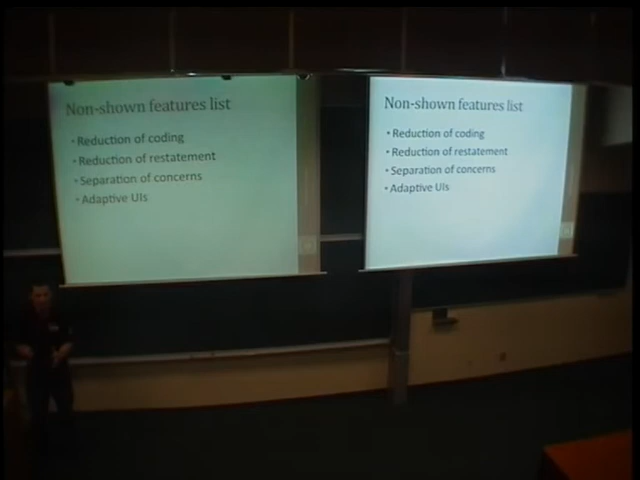 Non-shown features list
• Reduction of coding
• Reduction of restatement
• Separation of concerns
• Adaptive UIs
Non-shown features list
• Reduction of coding
• Reduction of restatement
• Separation of concerns
• Adaptive UIs